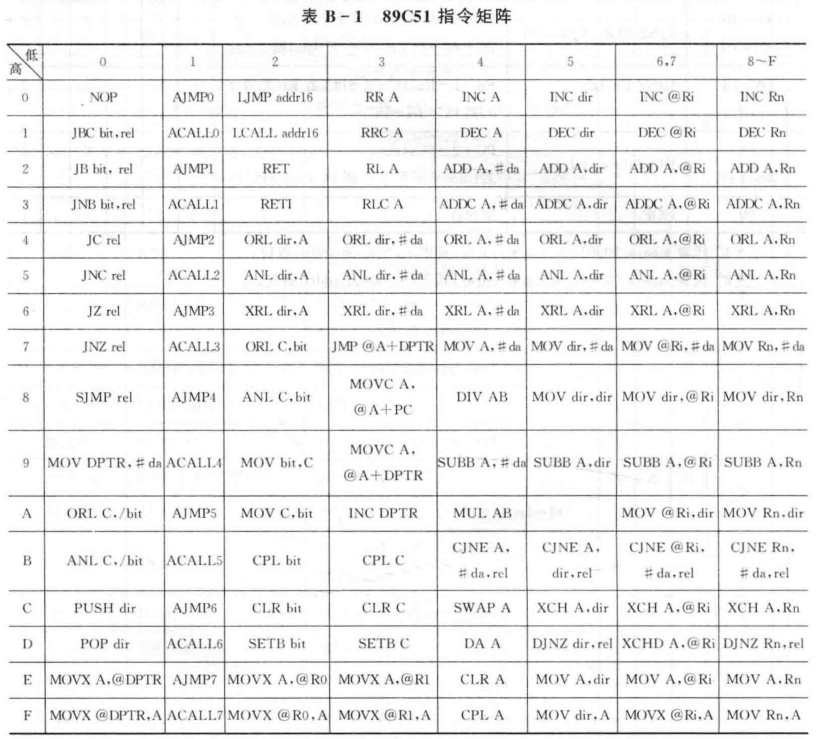 表 B-1 89C51 指令矩阵
低
高 0 1 2 3 4 5 6,7 8～F
0 NOP AJMP0 LJMP addr16 RR A INC A INC dir INC @Ri INC Rn
1 JBC bit,rel ACALL0 LCALL addr16 RRC A DEC A DEC dir DEC @Ri DEC Rn
2 JB bit, rel AJMP1 RET RL A ADD A,#da ADD A,dir ADD A,@Ri ADD A,Rn
3 JNB bit,rel ACALL1 RETI RLC A ADDC A,#da ADDC A,dir ADDC A,@Ri ADDC A,Rn
4 JC rel AJMP2 ORL dir,A ORL dir,#da ORL A,#da ORL A,dir ORL A,@Ri ORL A,Rn
5 JNC rel ACALL2 ANL dir,A ANL dir,#da ANL A,#da ANL A,dir ANL A,@Ri ANL A,Rn
6 JZ rel AJMP3 XRL dir,A XRL dir,#da XRL A,#da XRL A,dir XRL A,@Ri XRL A,Rn
7 JNZ rel ACALL3 ORL C,bit JMP @A+DPTR MOV A,#da MOV dir,#da MOV @Ri,#da MOV Rn,#da
8 SJMP rel AJMP4 ANL C,bit MOVC A, @A+PC DIV AB MOV dir,dir MOV dir,@Ri MOV dir,Rn
9 MOV DPTR,#da ACALL4 MOV bit,C MOVC A, @A+DPTR SUBB A,#da SUBB A,dir SUBB A,@Ri SUBB A,Rn
A ORL C,/bit AJMP5 MOV C,bit INC DPTR MUL AB MOV @Ri,dir MOV Rn,dir
B ANL C,/bit ACALL5 CPL bit CPL C CJNE A, #da,rel CJNE A, dir,rel CJNE @Ri, #da,rel CJNE Rn, #da,rel
C PUSH dir AJMP6 CLR bit CLR C SWAP A XCH A,dir XCH A,@Ri XCH A,Rn
D POP dir ACALL6 SETB bit SETB C DA A DJNZ dir,rel XCHD A,@Ri DJNZ Rn,rel
E MOVX A,@DPTR AJMP7 MOVX A,@R0 MOVX A,@R1 CLR A MOV A,dir MOV A,@Ri MOV A,Rn
F MOVX @DPTR,A ACALL7 MOVX @R0,A MOVX @R1,A CPL A MOV dir,A MOVX @Ri,A MOV Rn,A